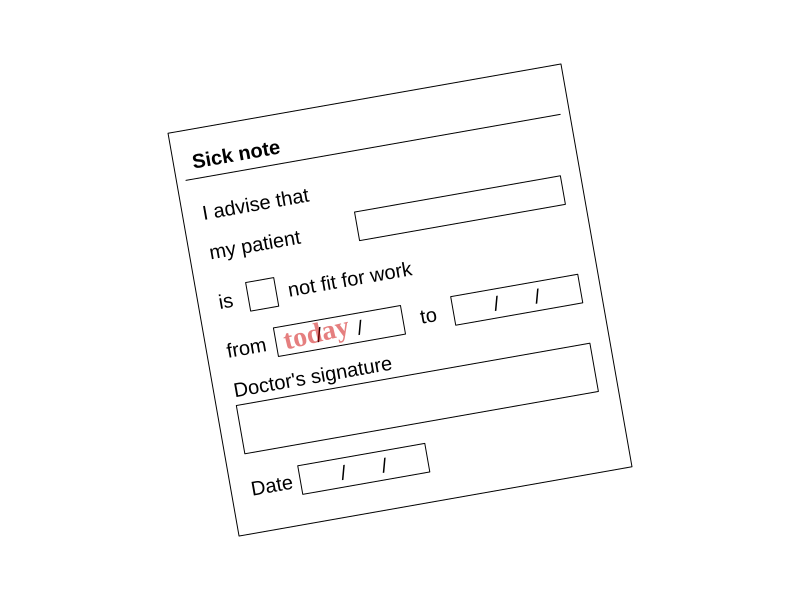 Sick note
I advise that
my patient
is not fit for work
from today / / to / /
Doctor's signature
Date / /